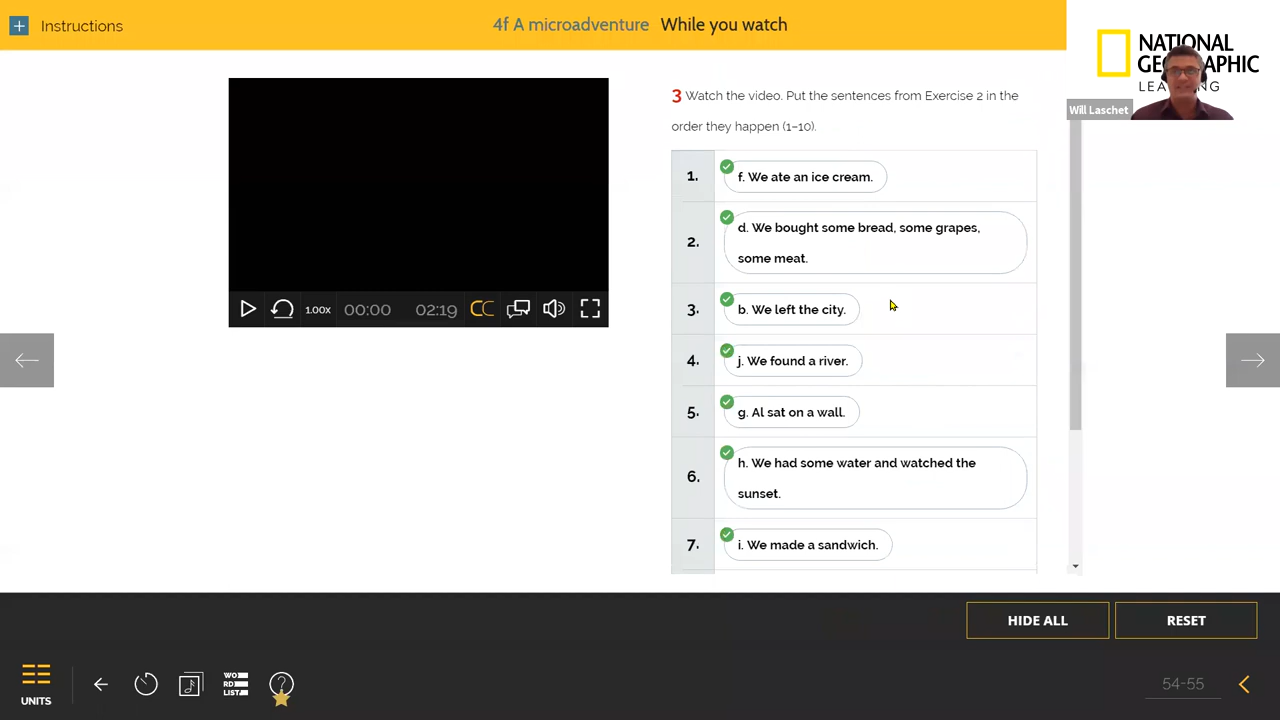 Instructions
4f A microadventure While you watch
NATIONAL
GEOGRAPHIC
LEARNING
Will Laschet
3 Watch the video. Put the sentences from Exercise 2 in the
order they happen (1–10).
1. f. We ate an ice cream.
2. d. We bought some bread, some grapes,
some meat.
3. b. We left the city.
4. j. We found a river.
5. g. Al sat on a wall.
6. h. We had some water and watched the
sunset.
7. i. We made a sandwich.
1.00x 00:00 02:19 CC
HIDE ALL RESET
WO
RD
LIST
UNITS
54-55